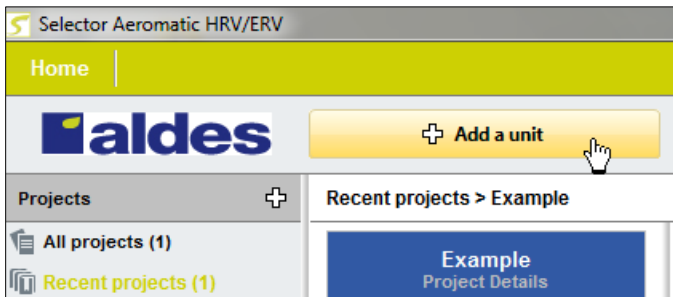 Selector Aeromatic HRV/ERV
Home
aldes
Add a unit
Projects
Recent projects > Example
All projects (1)
Example
Project Details
Recent projects (1)